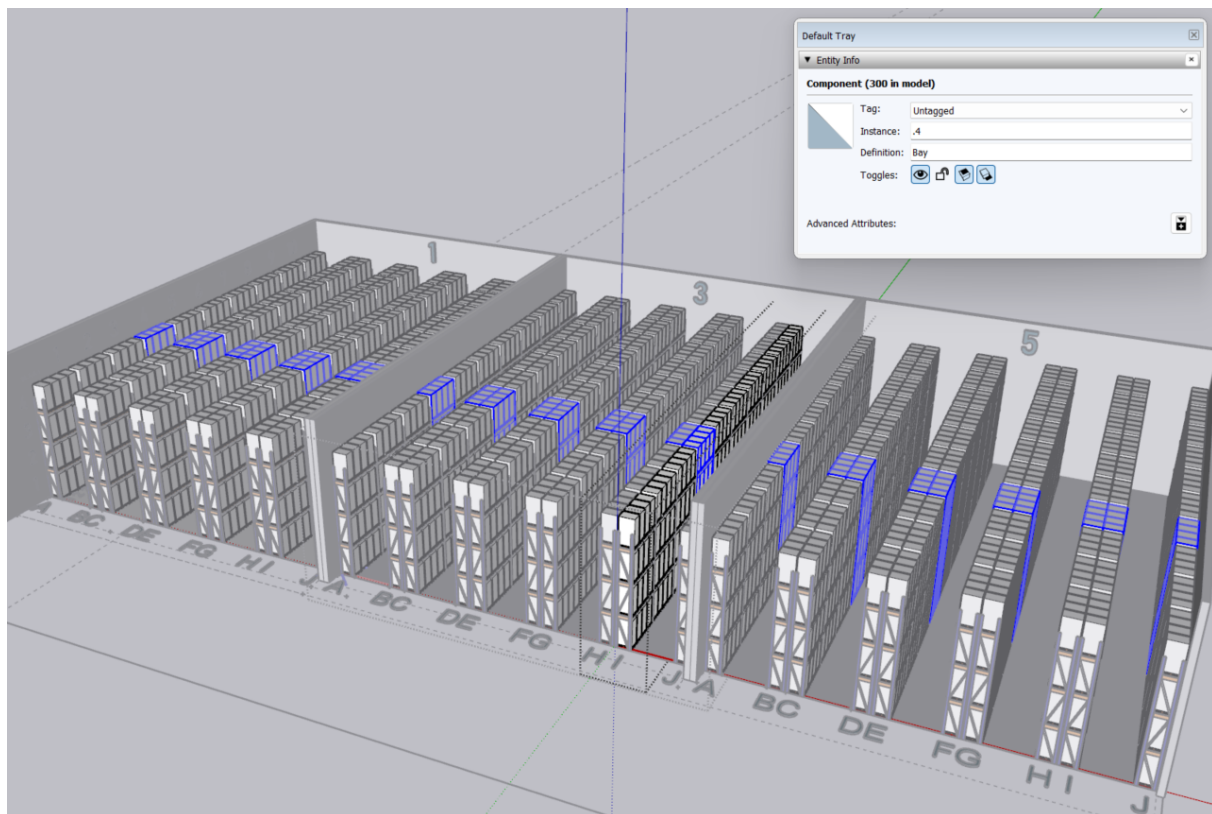 Default Tray
Entity Info
Component (300 in model)
Tag: Untagged
Instance: .4
Definition: Bay
Toggles:
Advanced Attributes:
1
3
5
A BC DE FG HI J
A BC DE FG HI J
A BC DE FG HI J